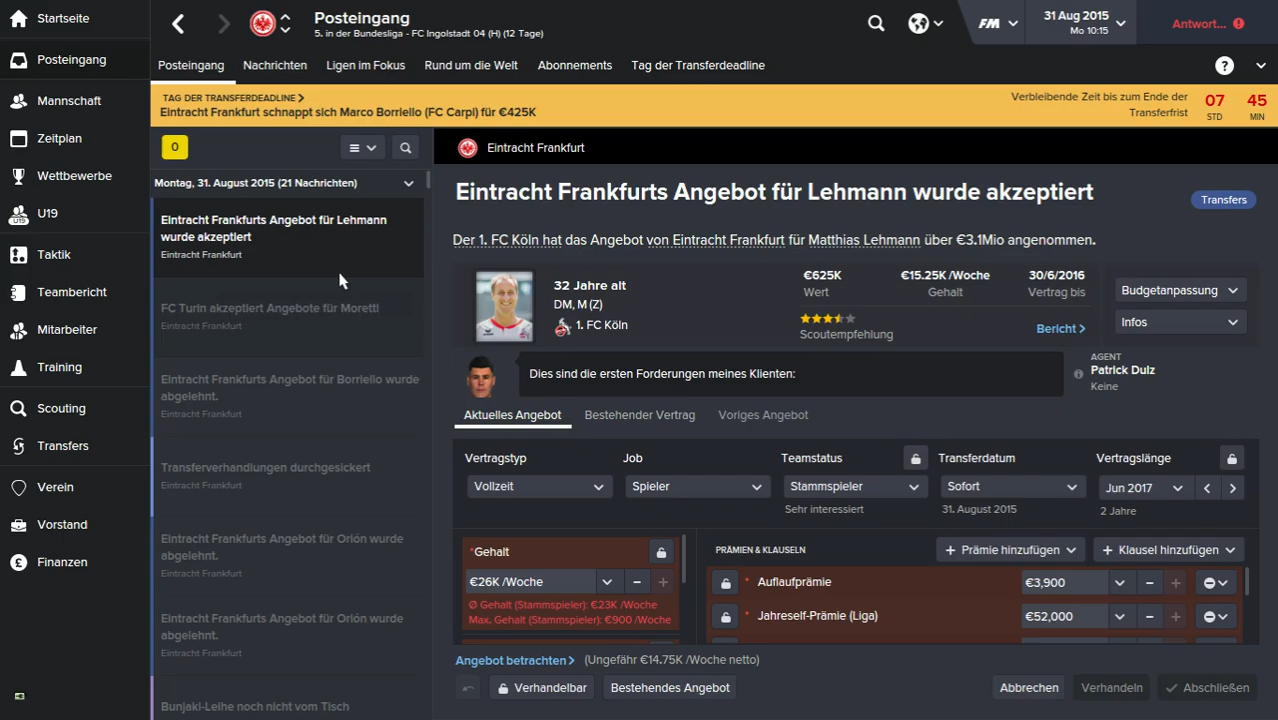 Startseite
Posteingang
Mannschaft
Zeitplan
Wettbewerbe
U19
Taktik
Teambericht
Mitarbeiter
Training
Scouting
Transfers
Verein
Vorstand
Finanzen
Posteingang
5. in der Bundesliga - FC Ingolstadt 04 (H) (12 Tage)
FM
31 Aug 2015
Mo 10:15
Antwort...
Posteingang Nachrichten Ligen im Fokus Rund um die Welt Abonnements Tag der Transferdeadline
TAG DER TRANSFERDEADLINE
Eintracht Frankfurt schnappt sich Marco Borriello (FC Carpi) für €425K
Verbleibende Zeit bis zum Ende der
Transferfrist
07 STD
45 MIN
0
Montag, 31. August 2015 (21 Nachrichten)
Eintracht Frankfurts Angebot für Lehmann
wurde akzeptiert
Eintracht Frankfurt
FC Turin akzeptiert Angebote für Moretti
Eintracht Frankfurt
Eintracht Frankfurts Angebot für Borriello wurde
abgelehnt.
Eintracht Frankfurt
Transferverhandlungen durchgesickert
Eintracht Frankfurt
Eintracht Frankfurts Angebot für Orión wurde
abgelehnt.
Eintracht Frankfurt
Eintracht Frankfurts Angebot für Orión wurde
abgelehnt.
Eintracht Frankfurt
Bunjaki-Leihe noch nicht vom Tisch
Eintracht Frankfurt
Eintracht Frankfurts Angebot für Lehmann wurde akzeptiert
Transfers
Der 1. FC Köln hat das Angebot von Eintracht Frankfurt für Matthias Lehmann über €3.1Mio angenommen.
32 Jahre alt
DM, M (Z)
1. FC Köln
€625K
Wert
€15.25K /Woche
Gehalt
30/6/2016
Vertrag bis
Scoutempfehlung
Bericht
Budgetanpassung
Infos
Dies sind die ersten Forderungen meines Klienten:
AGENT
Patrick Dulz
Keine
Aktuelles Angebot Bestehender Vertrag Voriges Angebot
Vertragstyp Job Teamstatus Transferdatum Vertragslänge
Vollzeit Spieler Stammspieler Sofort Jun 2017
Sehr interessiert 31. August 2015 2 Jahre
*Gehalt
€26K /Woche
Ø Gehalt (Stammspieler): €23K /Woche
Max. Gehalt (Stammspieler): €900 /Woche
PRÄMIEN & KLAUSELN
+ Prämie hinzufügen
+ Klausel hinzufügen
* Auflaufprämie €3,900
* Jahreself-Prämie (Liga) €52,000
Angebot betrachten (Ungefähr €14.75K /Woche netto)
Verhandelbar Bestehendes Angebot Abbrechen Verhandeln Abschließen